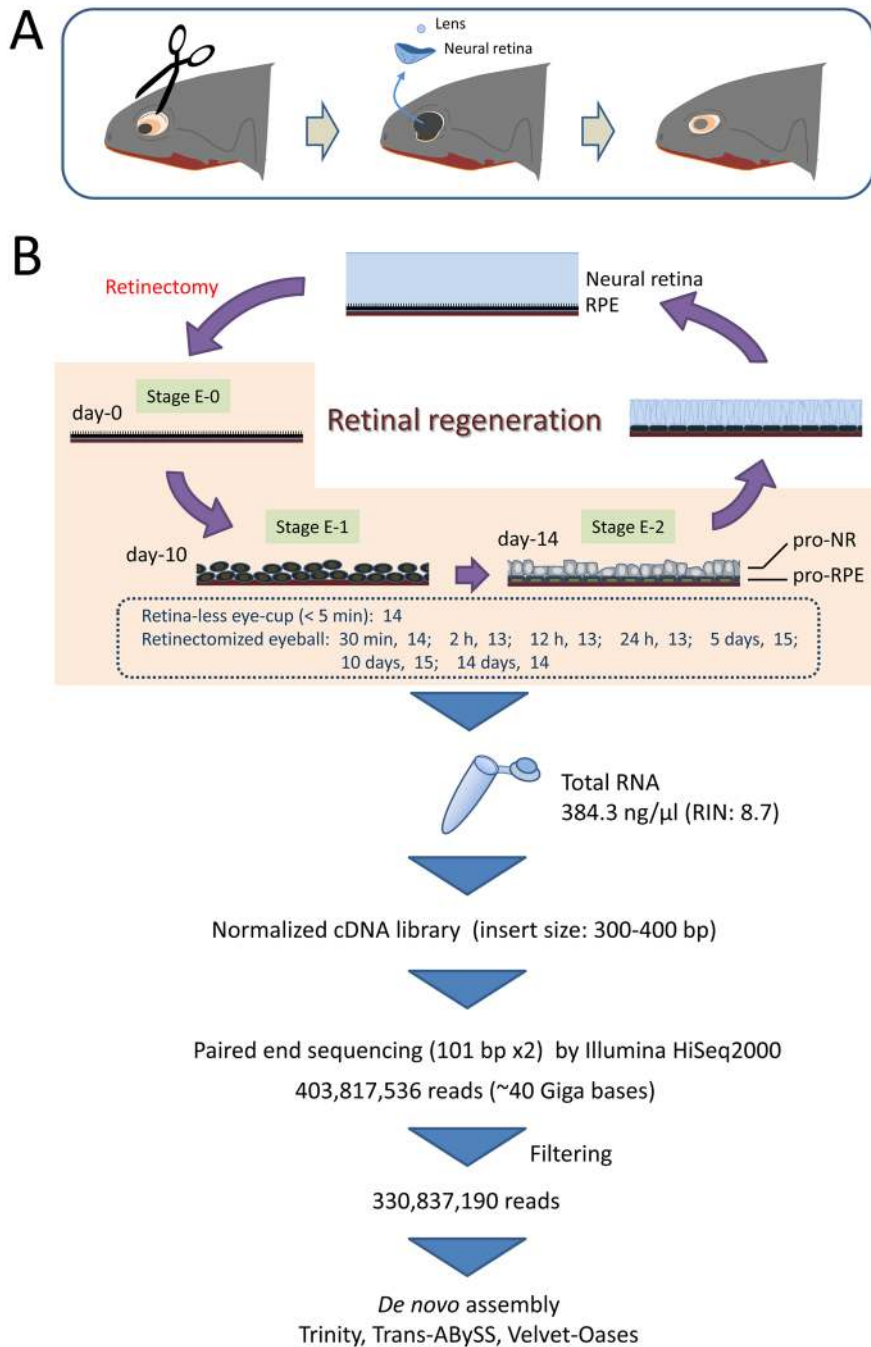 A
Lens
Neural retina
B
Retinectomy
Neural retina
RPE
Stage E-0
day-0
Retinal regeneration
Stage E-1
Stage E-2
day-10
day-14
pro-NR
pro-RPE
Retina-less eye-cup (< 5 min): 14
Retinectomized eyeball: 30 min, 14; 2 h, 13; 12 h, 13; 24 h, 13; 5 days, 15;
10 days, 15; 14 days, 14
Total RNA
384.3 ng/μl (RIN: 8.7)
Normalized cDNA library (insert size: 300-400 bp)
Paired end sequencing (101 bp x2) by Illumina HiSeq2000
403,817,536 reads (~40 Giga bases)
Filtering
330,837,190 reads
De novo assembly
Trinity, Trans-ABySS, Velvet-Oases